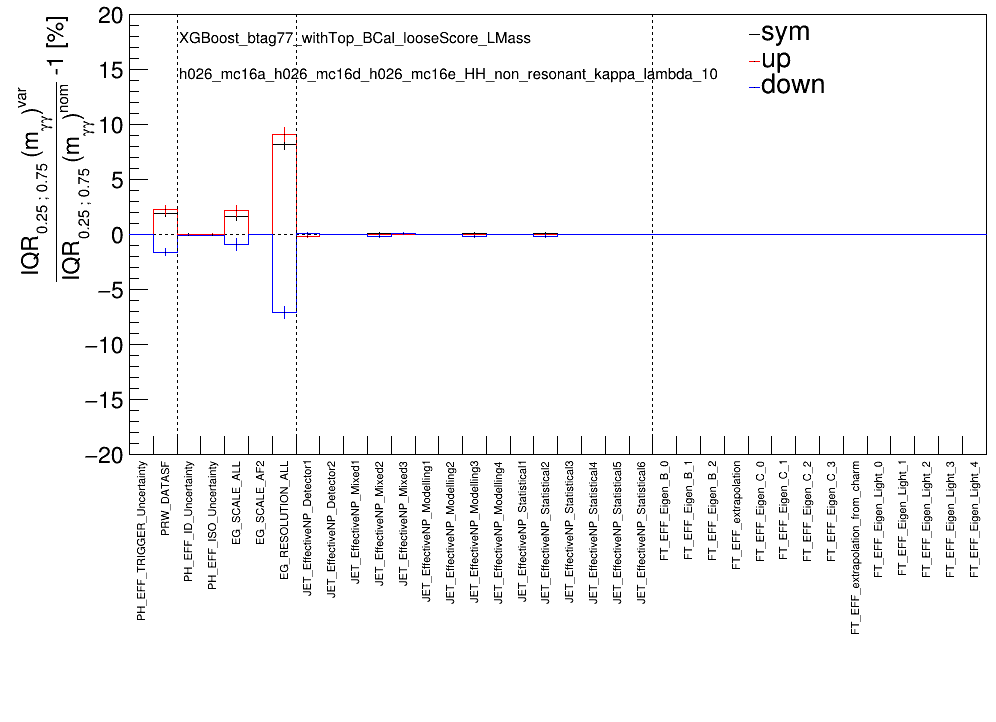 IQR0.25 ; 0.75 (mγγ)var
IQR0.25 ; 0.75 (mγγ)nom -1 [%]
20
15
10
5
0
−5
−10
−15
−20
XGBoost_btag77_withTop_BCal_looseScore_LMass
h026_mc16a_h026_mc16d_h026_mc16e_HH_non_resonant_kappa_lambda_10
sym
up
down
PH_EFF_TRIGGER_Uncertainty
PRW_DATASF
PH_EFF_ID_Uncertainty
PH_EFF_ISO_Uncertainty
EG_SCALE_ALL
EG_SCALE_AF2
EG_RESOLUTION_ALL
JET_EffectiveNP_Detector1
JET_EffectiveNP_Detector2
JET_EffectiveNP_Mixed1
JET_EffectiveNP_Mixed2
JET_EffectiveNP_Mixed3
JET_EffectiveNP_Modelling1
JET_EffectiveNP_Modelling2
JET_EffectiveNP_Modelling3
JET_EffectiveNP_Modelling4
JET_EffectiveNP_Statistical1
JET_EffectiveNP_Statistical2
JET_EffectiveNP_Statistical3
JET_EffectiveNP_Statistical4
JET_EffectiveNP_Statistical5
JET_EffectiveNP_Statistical6
FT_EFF_Eigen_B_0
FT_EFF_Eigen_B_1
FT_EFF_Eigen_B_2
FT_EFF_extrapolation
FT_EFF_Eigen_C_0
FT_EFF_Eigen_C_1
FT_EFF_Eigen_C_2
FT_EFF_Eigen_C_3
FT_EFF_extrapolation_from_charm
FT_EFF_Eigen_Light_0
FT_EFF_Eigen_Light_1
FT_EFF_Eigen_Light_2
FT_EFF_Eigen_Light_3
FT_EFF_Eigen_Light_4